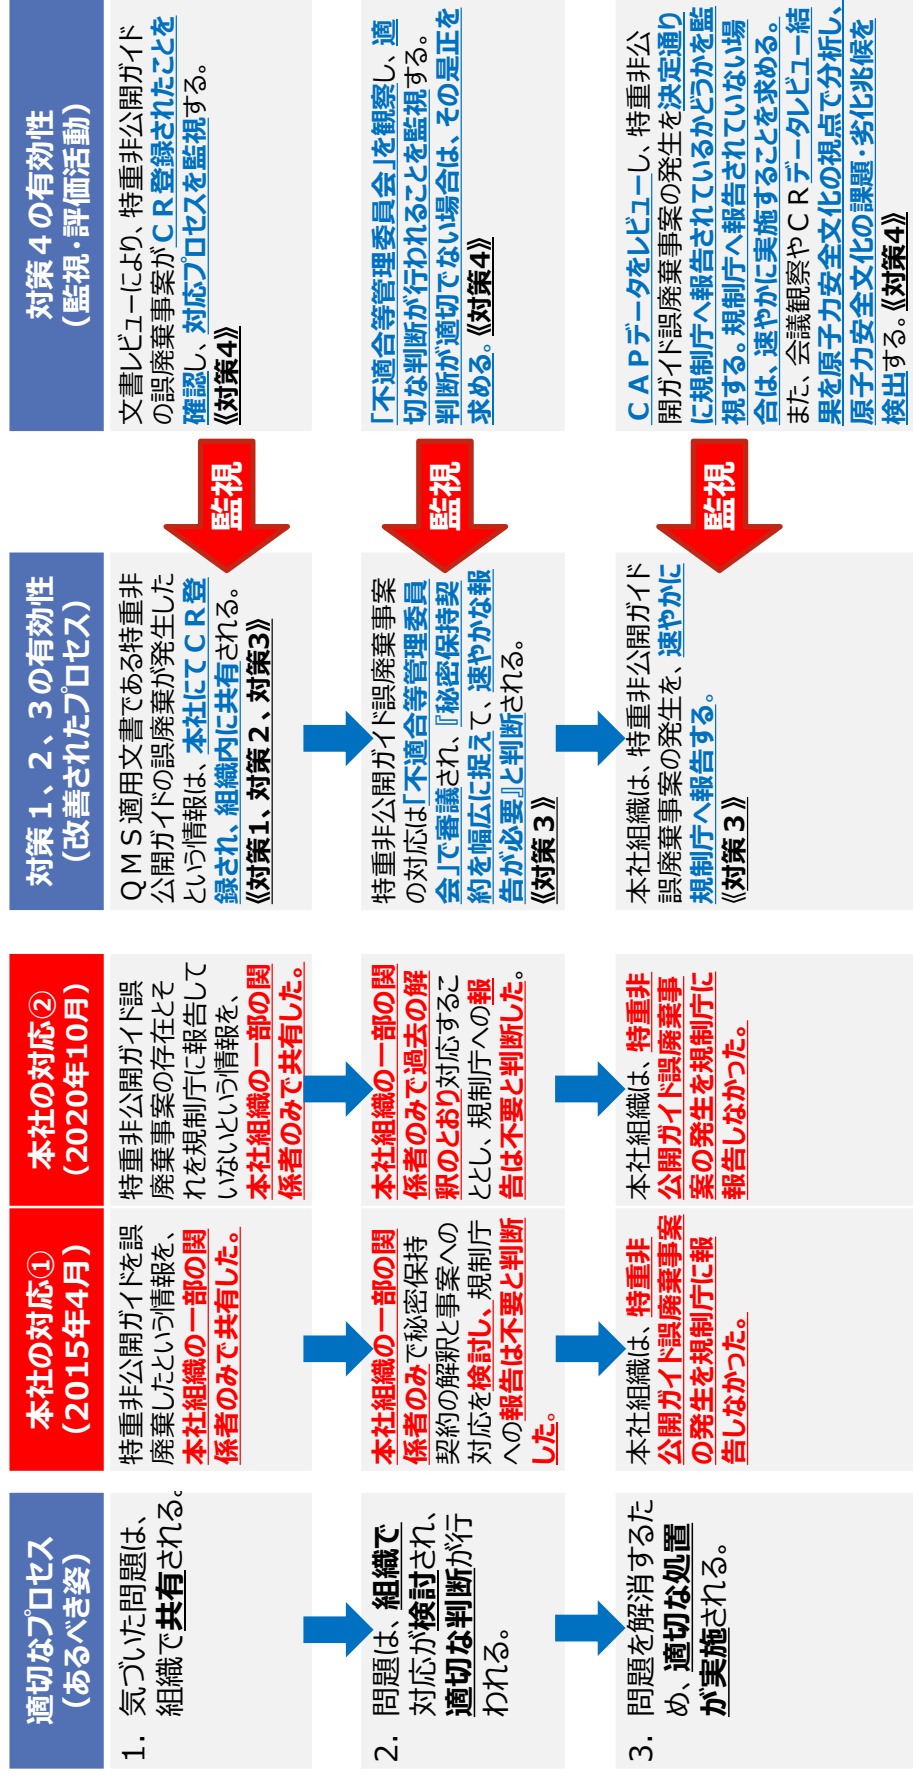 適切なプロセス
（あるべき姿）
1. 気づいた問題は、
組織で共有される。
2. 問題は、組織で
対応が検討され、
適切な判断が行
われる。
3. 問題を解消するた
め、適切な処置
が実施される。
本社の対応①
（2015年4月）
特重非公開ガイドを誤
廃棄したという情報を、
本社組織の一部の関
係者のみで共有した。
本社組織の一部の関
係者のみで秘密保持
契約の解釈と事案への
対応を検討し、規制庁
への報告は不要と判断
した。
本社組織は、特重非
公開ガイド誤廃棄事案
の発生を規制庁に報
告しなかった。
本社の対応②
（2020年10月）
特重非公開ガイド誤
廃棄事案の存在とそ
れを規制庁に報告して
いないという情報を、
本社組織の一部の関
係者のみで共有した。
本社組織の一部の関
係者のみで過去の解
釈のとおり対応するこ
ととし、規制庁への報
告は不要と判断した。
本社組織は、特重非
公開ガイド誤廃棄事
案の発生を規制庁に
報告しなかった。
対策１、２、３の有効性
（改善されたプロセス）
ＱＭＳ適用文書である特重非
公開ガイドの誤廃棄が発生した
という情報は、本社にてＣＲ登
録され、組織内に共有される。
《対策１、対策２、対策3》
特重非公開ガイド誤廃棄事案
の対応は「不適合等管理委員
会」で審議され、『秘密保持契
約を幅広に捉えて、速やかな報
告が必要』と判断される。
《対策３》
本社組織は、特重非公開ガイド
誤廃棄事案の発生を、速やかに
規制庁へ報告する。
《対策３》
監視
監視
監視
対策４の有効性
（監視・評価活動）
文書レビューにより、特重非公開ガイド
の誤廃棄事案がＣＲ登録されたことを
確認し、対応プロセスを監視する。
《対策4》
「不適合等管理委員会」を観察し、適
切な判断が行われることを監視する。
判断が適切でない場合は、その是正を
求める。《対策4》
ＣＡＰデータをレビューし、特重非公
開ガイド誤廃棄事案の発生を決定通り
に規制庁へ報告されているかどうかを監
視する。規制庁へ報告されていない場
合は、速やかに実施することを求める。
また、会議観察やＣＲデータレビュー結
果を原子力安全文化の視点で分析し、
原子力安全文化の課題・劣化兆候を
検出する。《対策4》